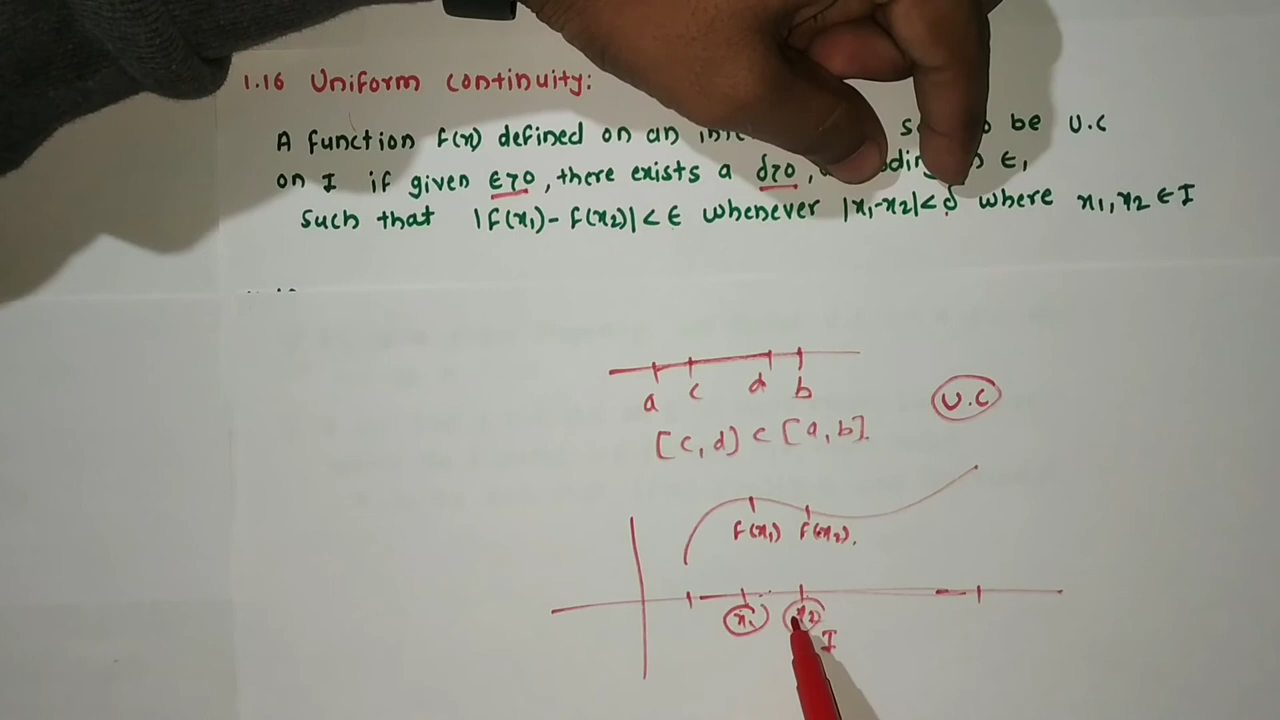 1.16 Uniform continuity:
A function f(x) defined on an be U.C
on I if given ε>0, there exists a δ>0, ε,
such that |f(x₁)-f(x₂)|<ε whenever |x₁-x₂|<δ where x₁,x₂∈I
a c d b
U.C
[c,d] ⊂ [a,b].
f(x₁) f(x₂).
x₁ x₂
I